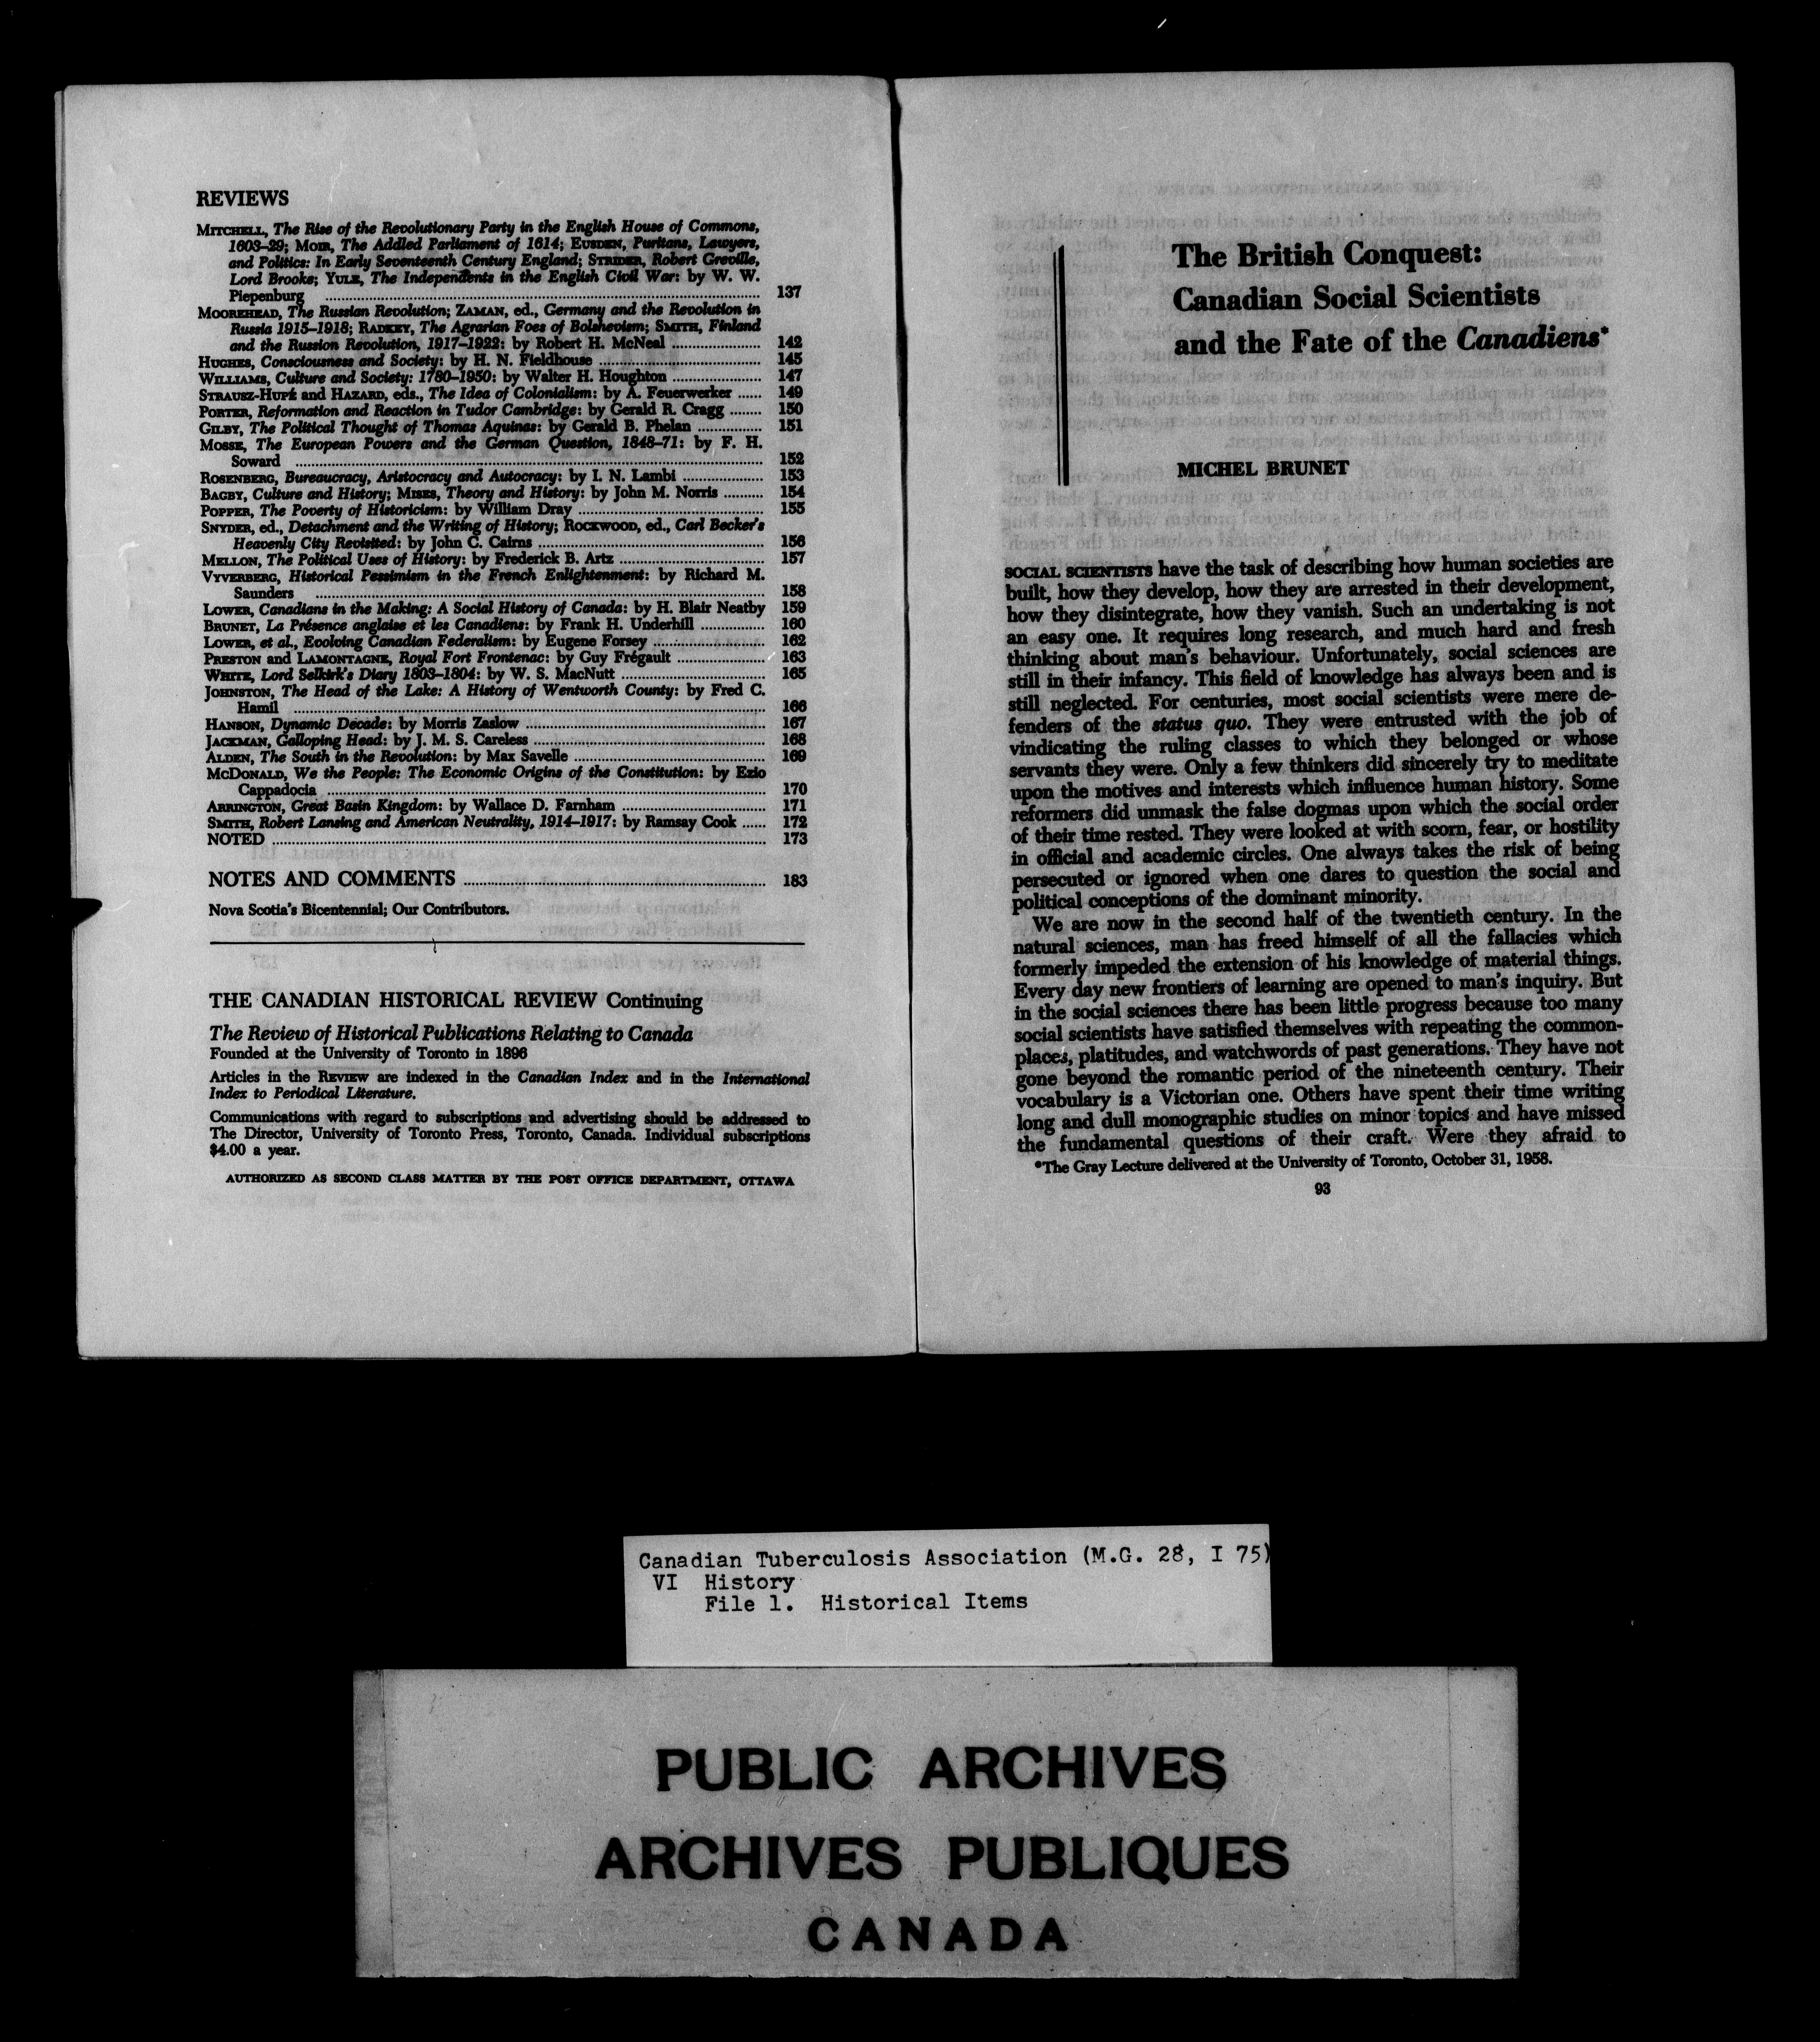 REVIEWS
MITCHELL, The Rise of the Revolutionary Party in the English House of Commons,
1603–29; MOIR, The Addled Parliament of 1614; EUSDEN, Puritans, Lawyers,
and Politics: In Early Seventeenth Century England; STRIDER, Robert Greville,
Lord Brooke; YULE, The Independents in the English Civil War: by W. W.
Piepenburg ........ 137
MOOREHEAD, The Russian Revolution; ZAMAN, ed., Germany and the Revolution in
Russia 1915–1918; RADKEY, The Agrarian Foes of Bolshevism; SMITH, Finland
and the Russion Revolution, 1917–1922: by Robert H. McNeal ........ 142
HUGHES, Consciousness and Society: by H. N. Fieldhouse ........ 145
WILLIAMS, Culture and Society: 1780–1950: by Walter H. Houghton ........ 147
STRAUSZ-HUPÉ and HAZARD, eds., The Idea of Colonialism: by A. Feuerwerker ...... 149
PORTER, Reformation and Reaction in Tudor Cambridge: by Gerald R. Cragg ........ 150
GILBY, The Political Thought of Thomas Aquinas: by Gerald B. Phelan ........ 151
MOSSE, The European Powers and the German Question, 1848–71: by F. H.
Soward ........ 152
ROSENBERG, Bureaucracy, Aristocracy and Autocracy: by I. N. Lambi ........ 153
BAGBY, Culture and History; MISES, Theory and History: by John M. Norris ........ 154
POPPER, The Poverty of Historicism: by William Dray ........ 155
SNYDER, ed., Detachment and the Writing of History; ROCKWOOD, ed., Carl Becker's
Heavenly City Revisited: by John C. Cairns ........ 156
MELLON, The Political Uses of History: by Frederick B. Artz ........ 157
VYVERBERG, Historical Pessimism in the French Enlightenment: by Richard M.
Saunders ........ 158
LOWER, Canadians in the Making: A Social History of Canada: by H. Blair Neatby 159
BRUNET, La Présence anglaise et les Canadiens: by Frank H. Underhill ........ 160
LOWER, et al., Evolving Canadian Federalism: by Eugene Forsey ........ 162
PRESTON and LAMONTAGNE, Royal Fort Frontenac: by Guy Frégault ........ 163
WHITE, Lord Selkirk's Diary 1803–1804: by W. S. MacNutt ........ 165
JOHNSTON, The Head of the Lake: A History of Wentworth County: by Fred C.
Hamil ........ 166
HANSON, Dynamic Decade: by Morris Zaslow ........ 167
JACKMAN, Galloping Head: by J. M. S. Careless ........ 168
ALDEN, The South in the Revolution: by Max Savelle ........ 169
MCDONALD, We the People: The Economic Origins of the Constitution: by Ezio
Cappadocia ........ 170
ARRINGTON, Great Basin Kingdom: by Wallace D. Farnham ........ 171
SMITH, Robert Lansing and American Neutrality, 1914–1917: by Ramsay Cook ...... 172
NOTED ........ 173
NOTES AND COMMENTS ........ 183
Nova Scotia's Bicentennial; Our Contributors.
THE CANADIAN HISTORICAL REVIEW Continuing
The Review of Historical Publications Relating to Canada
Founded at the University of Toronto in 1896
Articles in the REVIEW are indexed in the Canadian Index and in the International
Index to Periodical Literature.
Communications with regard to subscriptions and advertising should be addressed to
The Director, University of Toronto Press, Toronto, Canada. Individual subscriptions
$4.00 a year.
AUTHORIZED AS SECOND CLASS MATTER BY THE POST OFFICE DEPARTMENT, OTTAWA
The British Conquest:
Canadian Social Scientists
and the Fate of the Canadiens*
MICHEL BRUNET
SOCIAL SCIENTISTS have the task of describing how human societies are
built, how they develop, how they are arrested in their development,
how they disintegrate, how they vanish. Such an undertaking is not
an easy one. It requires long research, and much hard and fresh
thinking about man's behaviour. Unfortunately, social sciences are
still in their infancy. This field of knowledge has always been and is
still neglected. For centuries, most social scientists were mere de-
fenders of the status quo. They were entrusted with the job of
vindicating the ruling classes to which they belonged or whose
servants they were. Only a few thinkers did sincerely try to meditate
upon the motives and interests which influence human history. Some
reformers did unmask the false dogmas upon which the social order
of their time rested. They were looked at with scorn, fear, or hostility
in official and academic circles. One always takes the risk of being
persecuted or ignored when one dares to question the social and
political conceptions of the dominant minority.
We are now in the second half of the twentieth century. In the
natural sciences, man has freed himself of all the fallacies which
formerly impeded the extension of his knowledge of material things.
Every day new frontiers of learning are opened to man's inquiry. But
in the social sciences there has been little progress because too many
social scientists have satisfied themselves with repeating the common-
places, platitudes, and watchwords of past generations. They have not
gone beyond the romantic period of the nineteenth century. Their
vocabulary is a Victorian one. Others have spent their time writing
long and dull monographic studies on minor topics and have missed
the fundamental questions of their craft. Were they afraid to
*The Gray Lecture delivered at the University of Toronto, October 31, 1958.
93
Canadian Tuberculosis Association (M.G. 28, I 75)
VI History
File 1. Historical Items
PUBLIC ARCHIVES
ARCHIVES PUBLIQUES
CANADA